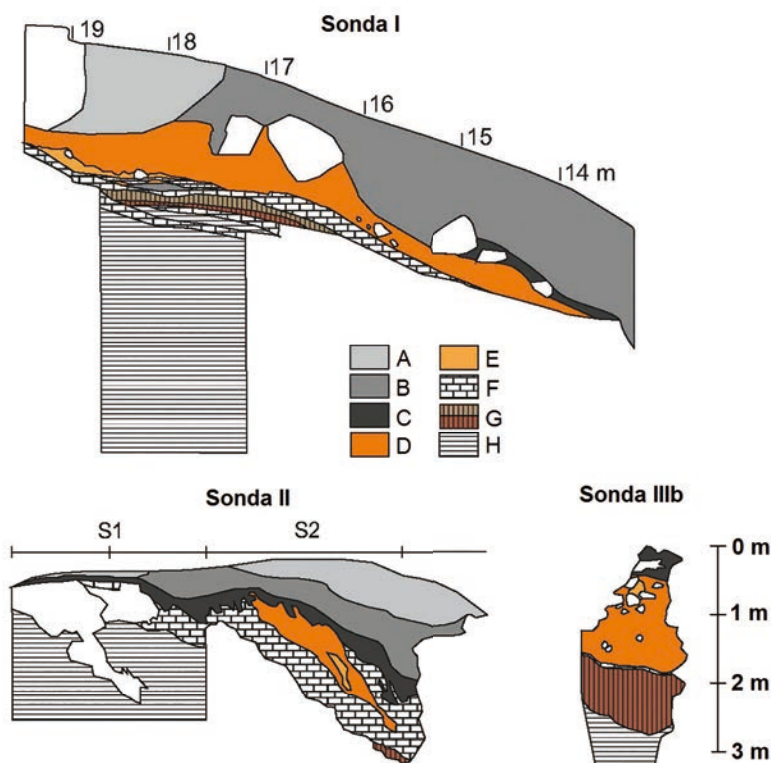 Sonda I
19
18
17
16
15
14 m
A E
B F
C G
D H
Sonda II
S1 S2
Sonda IIIb
0 m
1 m
2 m
3 m